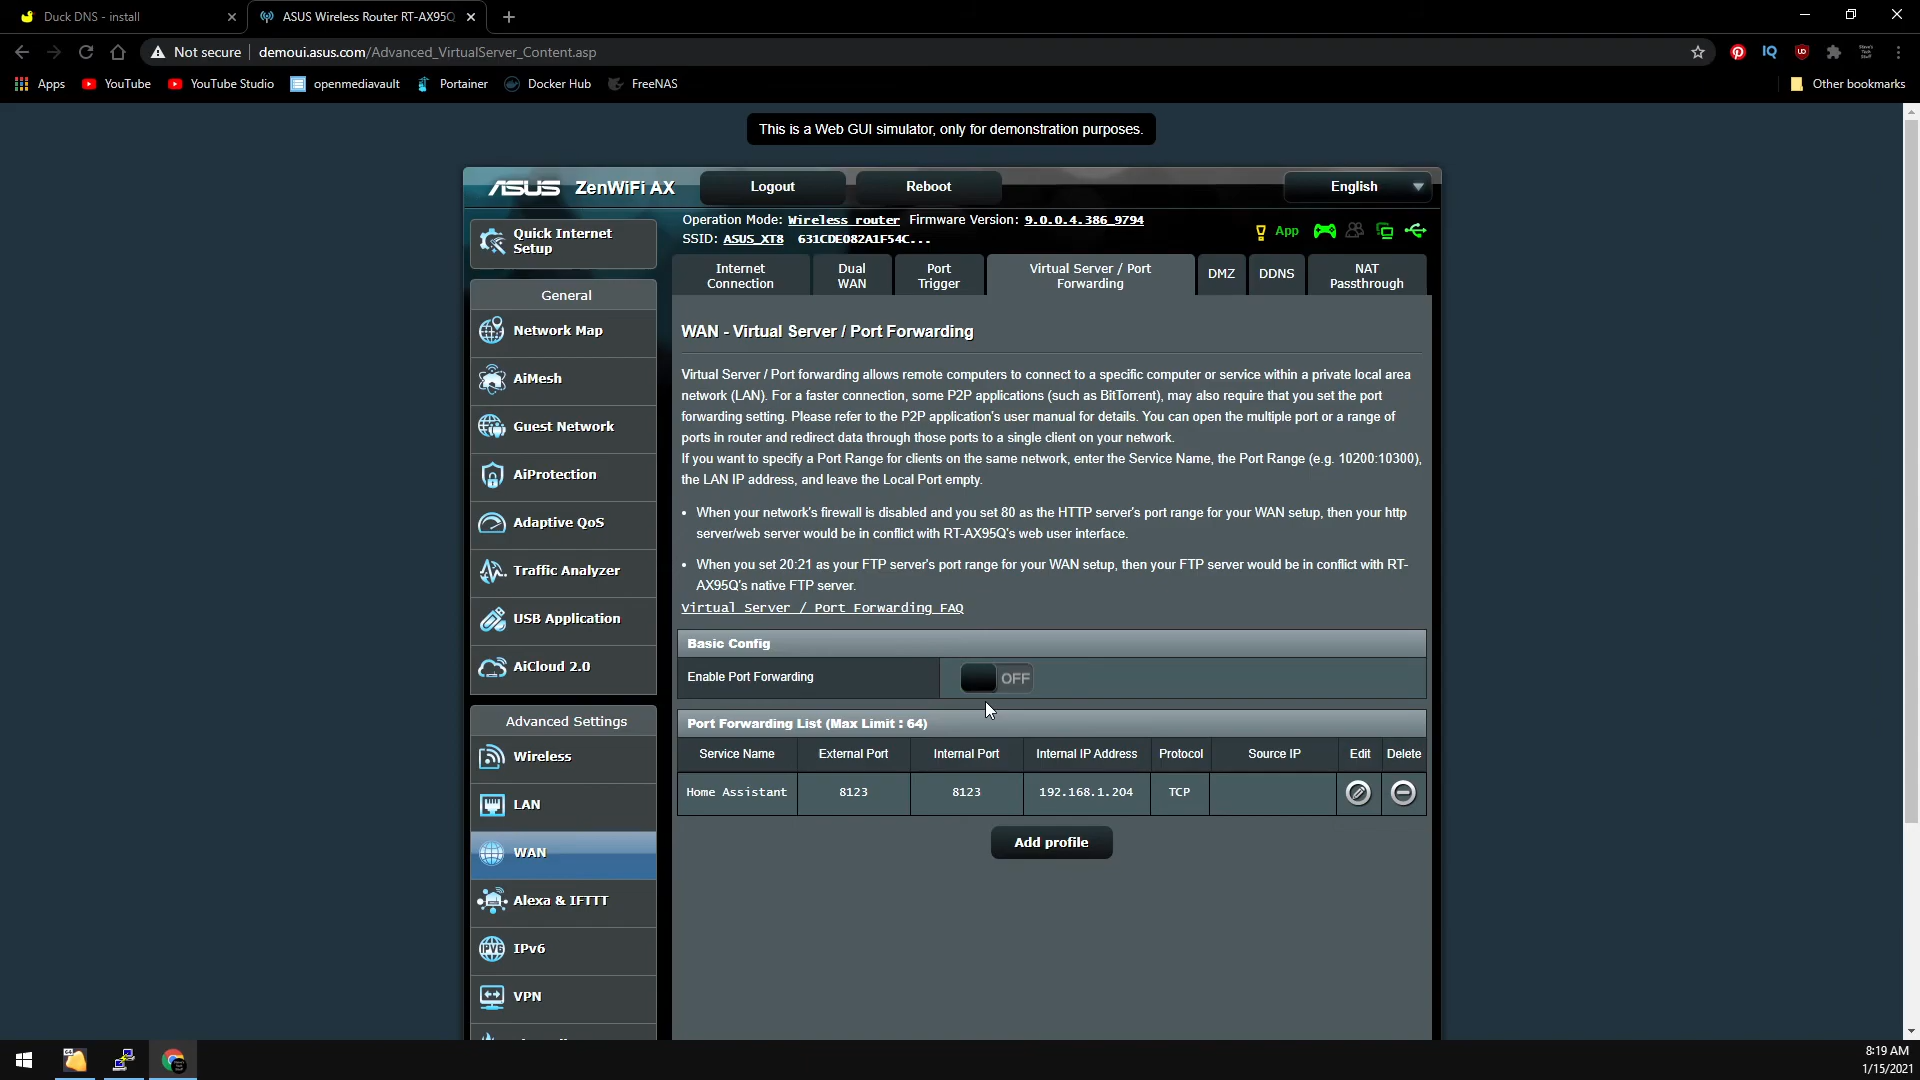 Duck DNS - install
ASUS Wireless Router RT-AX95Q
Not secure
demoui.asus.com/Advanced_VirtualServer_Content.asp
Apps
YouTube
YouTube Studio
openmediavault
Portainer
Docker Hub
FreeNAS
Other bookmarks
This is a Web GUI simulator, only for demonstration purposes.
ASUS ZenWiFi AX
Logout
Reboot
English
Operation Mode: Wireless router Firmware Version: 9.0.0.4.386_9794
SSID: ASUS_XT8 631CDE082A1F54C...
App
Quick Internet
Setup
General
Network Map
AiMesh
Guest Network
AiProtection
Adaptive QoS
Traffic Analyzer
USB Application
AiCloud 2.0
Advanced Settings
Wireless
LAN
WAN
Alexa & IFTTT
IPv6
VPN
Internet
Connection
Dual
WAN
Port
Trigger
Virtual Server / Port
Forwarding
DMZ
DDNS
NAT
Passthrough
WAN - Virtual Server / Port Forwarding
Virtual Server / Port forwarding allows remote computers to connect to a specific computer or service within a private local area
network (LAN). For a faster connection, some P2P applications (such as BitTorrent), may also require that you set the port
forwarding setting. Please refer to the P2P application's user manual for details. You can open the multiple port or a range of
ports in router and redirect data through those ports to a single client on your network.
If you want to specify a Port Range for clients on the same network, enter the Service Name, the Port Range (e.g. 10200:10300),
the LAN IP address, and leave the Local Port empty.
• When your network's firewall is disabled and you set 80 as the HTTP server's port range for your WAN setup, then your http
server/web server would be in conflict with RT-AX95Q's web user interface.
• When you set 20:21 as your FTP server's port range for your WAN setup, then your FTP server would be in conflict with RT-
AX95Q's native FTP server.
Virtual Server / Port Forwarding FAQ
Basic Config
Enable Port Forwarding
OFF
Port Forwarding List (Max Limit : 64)
Service Name External Port Internal Port Internal IP Address Protocol Source IP Edit Delete
Home Assistant 8123 8123 192.168.1.204 TCP
Add profile
8:19 AM
1/15/2021